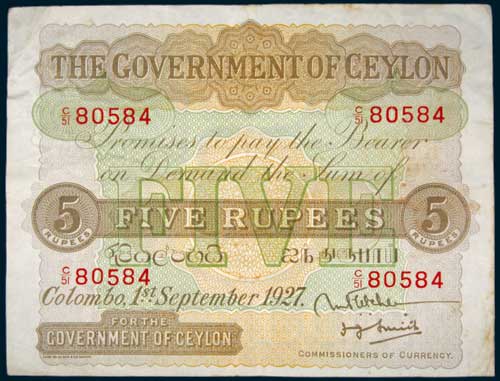 THE GOVERNMENT OF CEYLON
C/51 80584 C/51 80584
Promises to pay the Bearer
on Demand the Sum of
FIVE
5 RUPEES FIVE RUPEES 5 RUPEES
ஐந்து ரூபாய்
C/51 80584 C/51 80584
Colombo, 1st September 1927.
FOR THE
GOVERNMENT OF CEYLON
COMMISSIONERS OF CURRENCY.